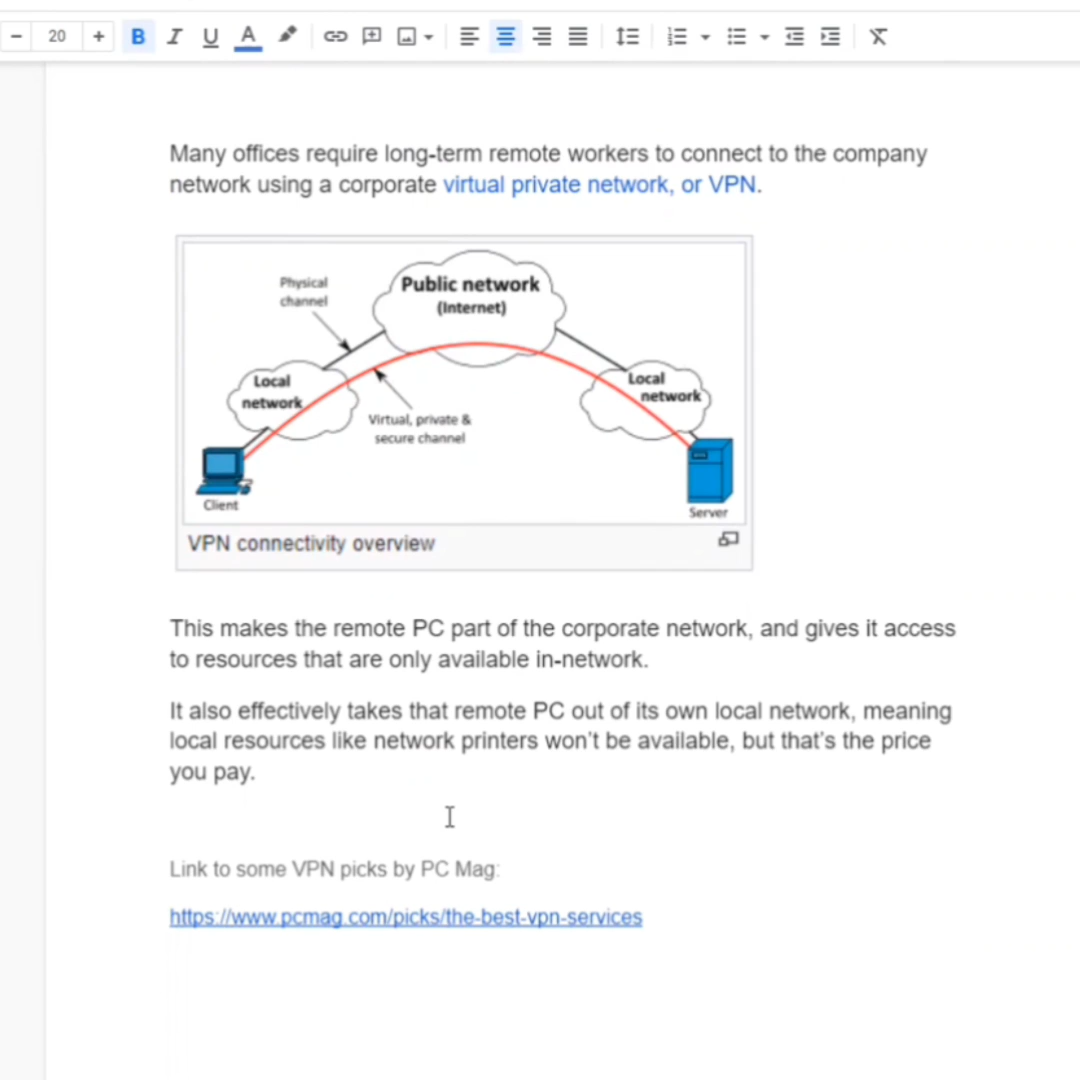 20
B I U A
Many offices require long-term remote workers to connect to the company
network using a corporate virtual private network, or VPN.
Public network
(Internet)
Physical
channel
Local
network
Local
network
Virtual, private &
secure channel
Client
Server
VPN connectivity overview
This makes the remote PC part of the corporate network, and gives it access
to resources that are only available in-network.
It also effectively takes that remote PC out of its own local network, meaning
local resources like network printers won't be available, but that's the price
you pay.
Link to some VPN picks by PC Mag:
https://www.pcmag.com/picks/the-best-vpn-services